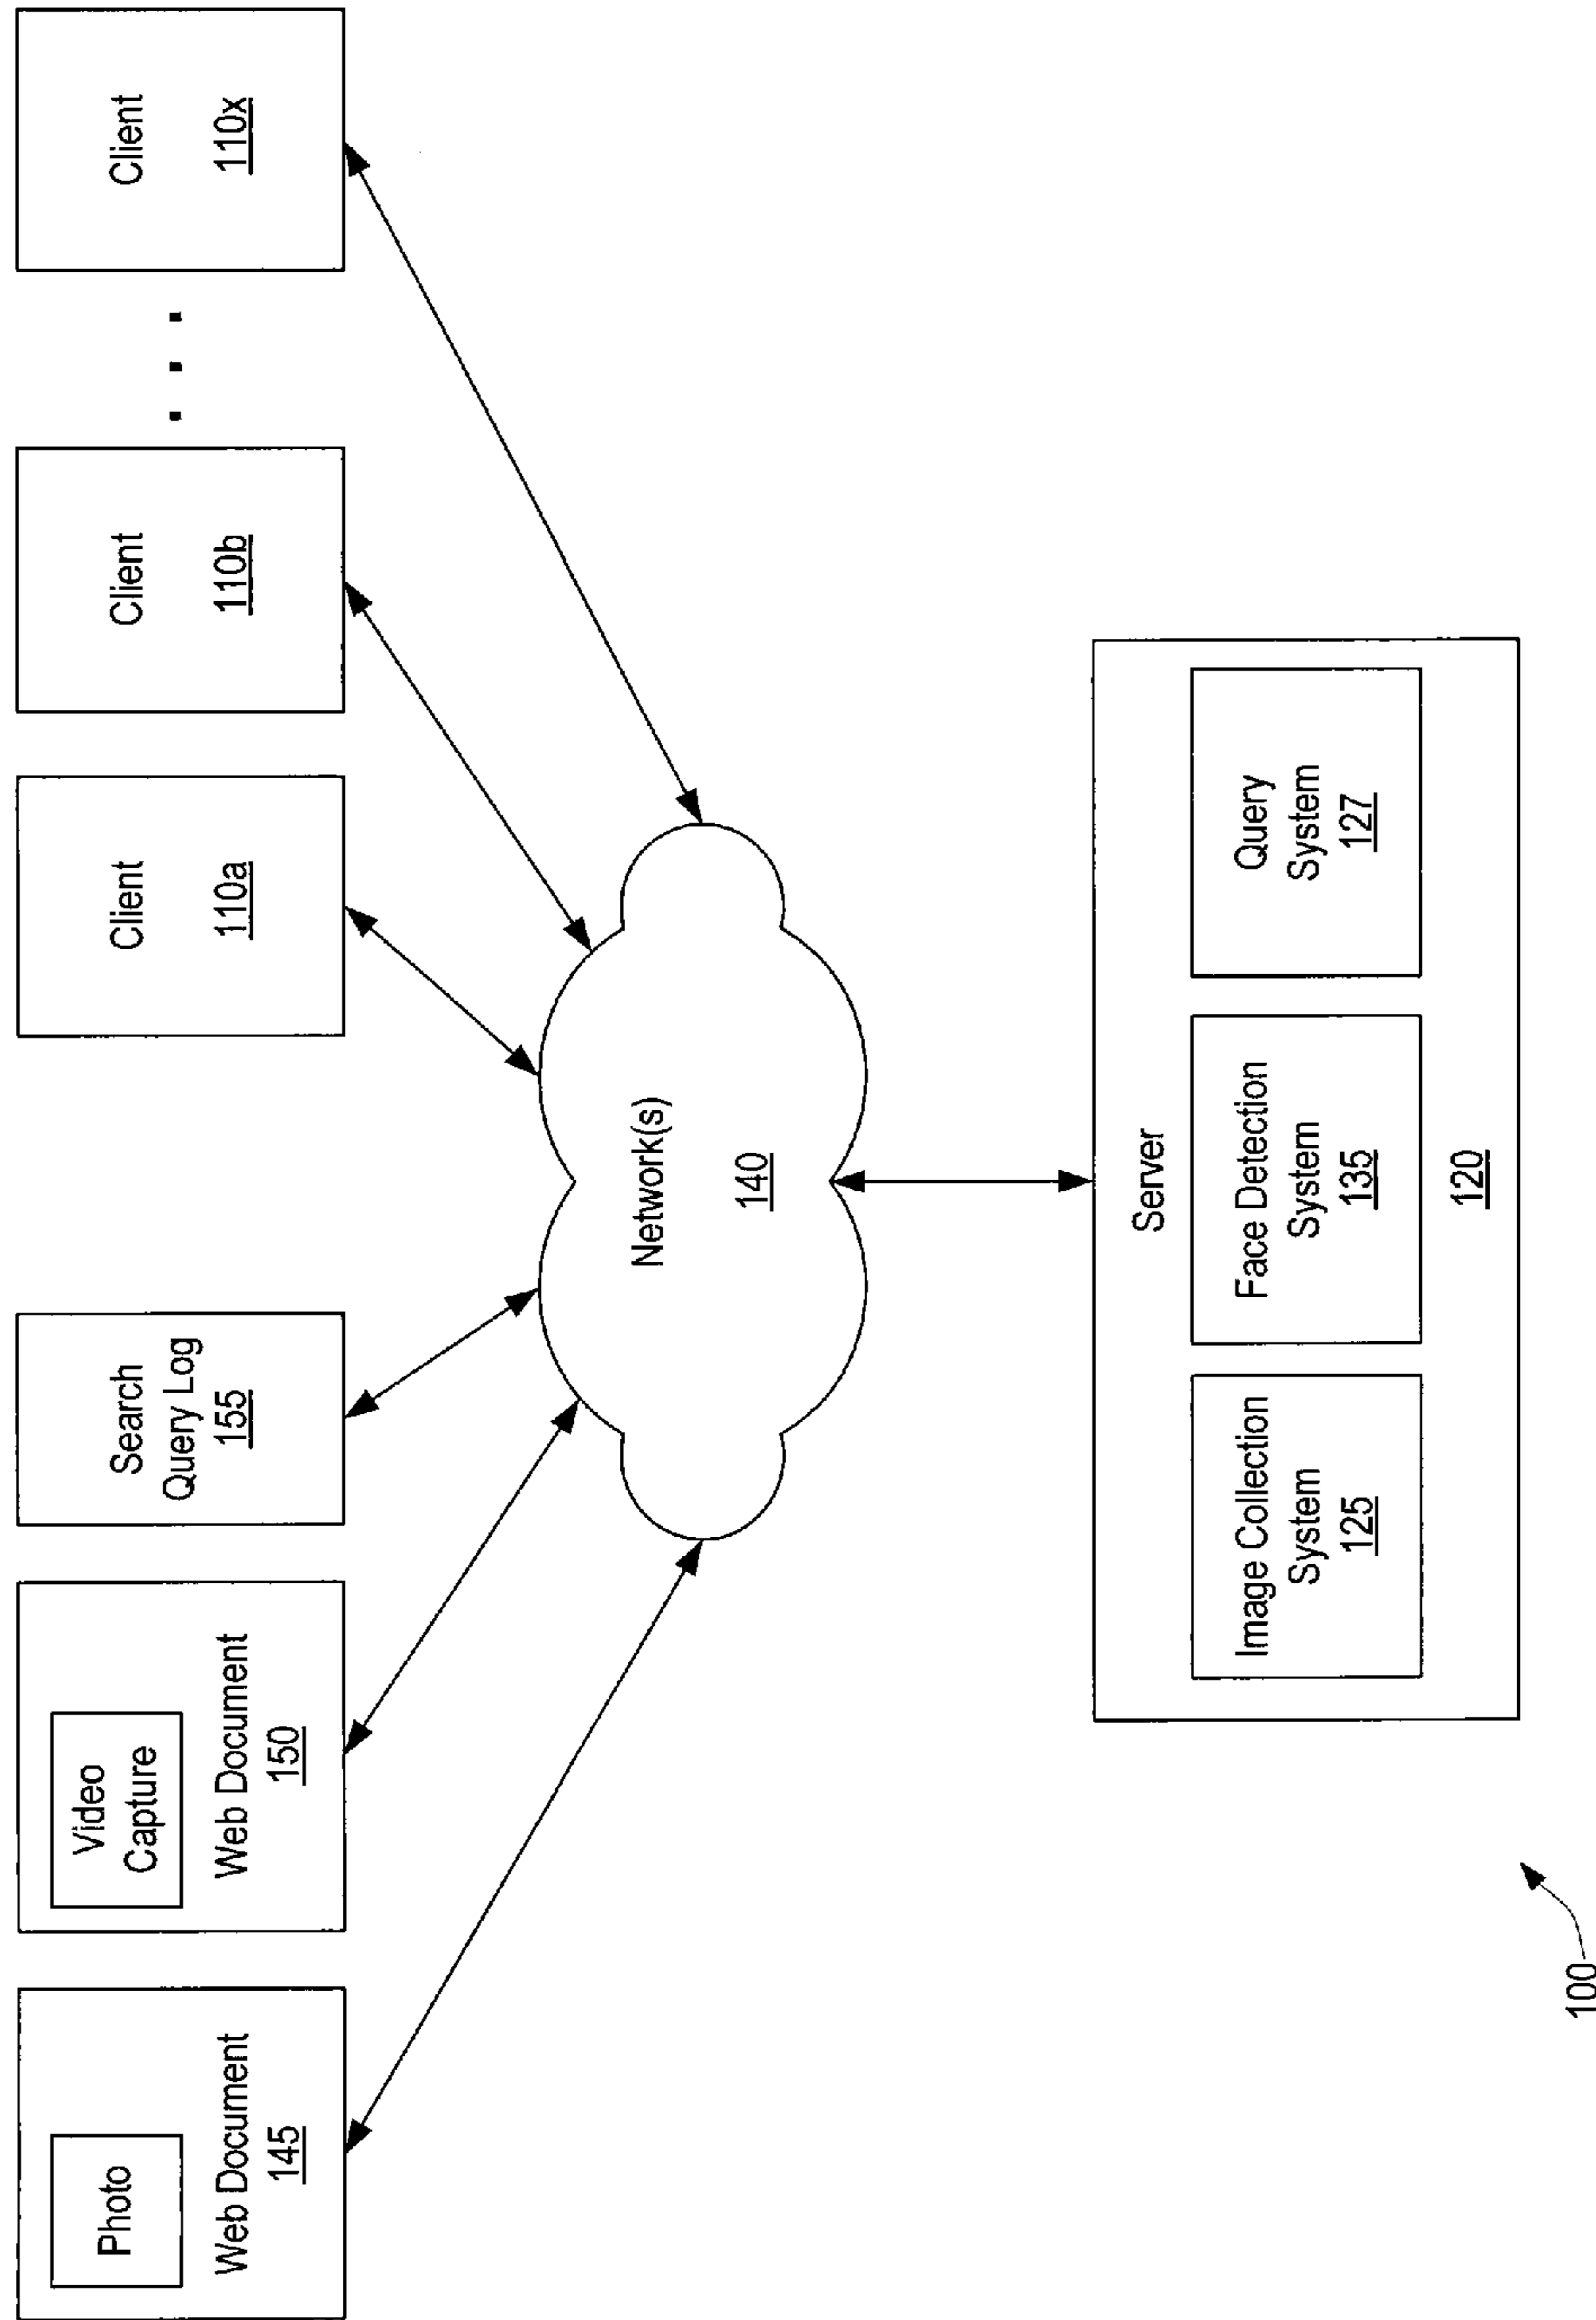 Photo
Web Document
145
Video
Capture
Web Document
150
Search
Query Log
155
Client
110a
Client
110b
. . .
Client
110x
Network(s)
140
Server
Image Collection
System
125
Face Detection
System
135
Query
System
127
120
100